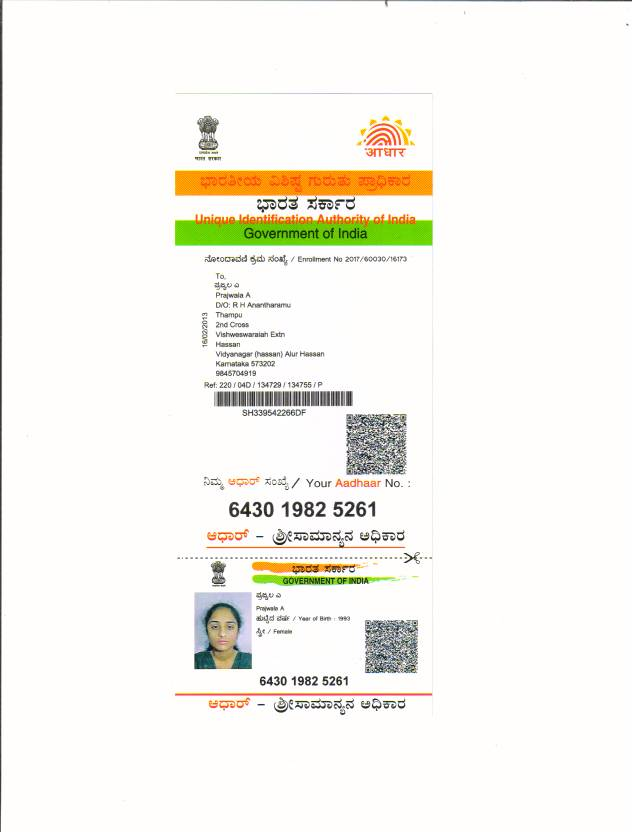 भारत सरकार
आधार
ಭಾರತೀಯ ವಿಶಿಷ್ಟ ಗುರುತು ಪ್ರಾಧಿಕಾರ
ಭಾರತ ಸರ್ಕಾರ
Unique Identification Authority of India
Government of India
ನೋಂದಾವಣೆ ಕ್ರಮ ಸಂಖ್ಯೆ / Enrollment No 2017/60030/16173
To,
ಪ್ರಜ್ವಲ ಎ
Prajwala A
D/O: R H Anantharamu
Thampu
2nd Cross
Vishweswaraiah Extn
Hassan
Vidyanagar (hassan) Alur Hassan
Karnataka 573202
9845704919
16/02/2013
Ref: 220 / 04D / 134729 / 134755 / P
SH339542266DF
ನಿಮ್ಮ ಆಧಾರ್ ಸಂಖ್ಯೆ / Your Aadhaar No. :
6430 1982 5261
ಆಧಾರ್ – ಶ್ರೀಸಾಮಾನ್ಯನ ಅಧಿಕಾರ
ಭಾರತ ಸರ್ಕಾರ
GOVERNMENT OF INDIA
ಪ್ರಜ್ವಲ ಎ
Prajwala A
ಹುಟ್ಟಿದ ವರ್ಷ / Year of Birth : 1993
ಸ್ತ್ರೀ / Female
6430 1982 5261
ಆಧಾರ್ – ಶ್ರೀಸಾಮಾನ್ಯನ ಅಧಿಕಾರ